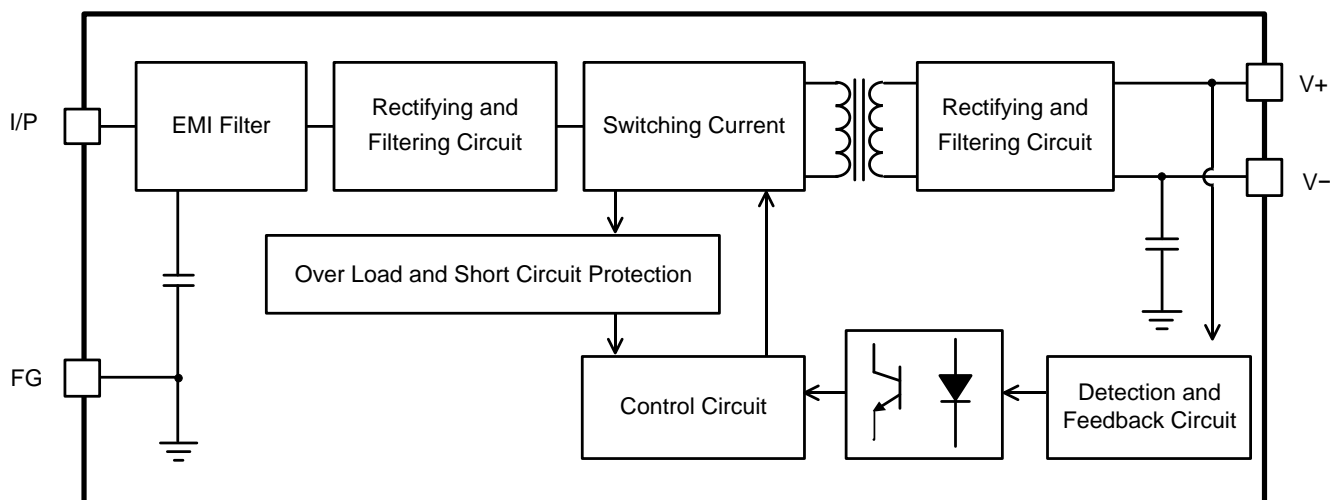 I/P
EMI Filter
Rectifying and
Filtering Circuit
Switching Current
Rectifying and
Filtering Circuit
V+
V−
Over Load and Short Circuit Protection
FG
Control Circuit
Detection and
Feedback Circuit